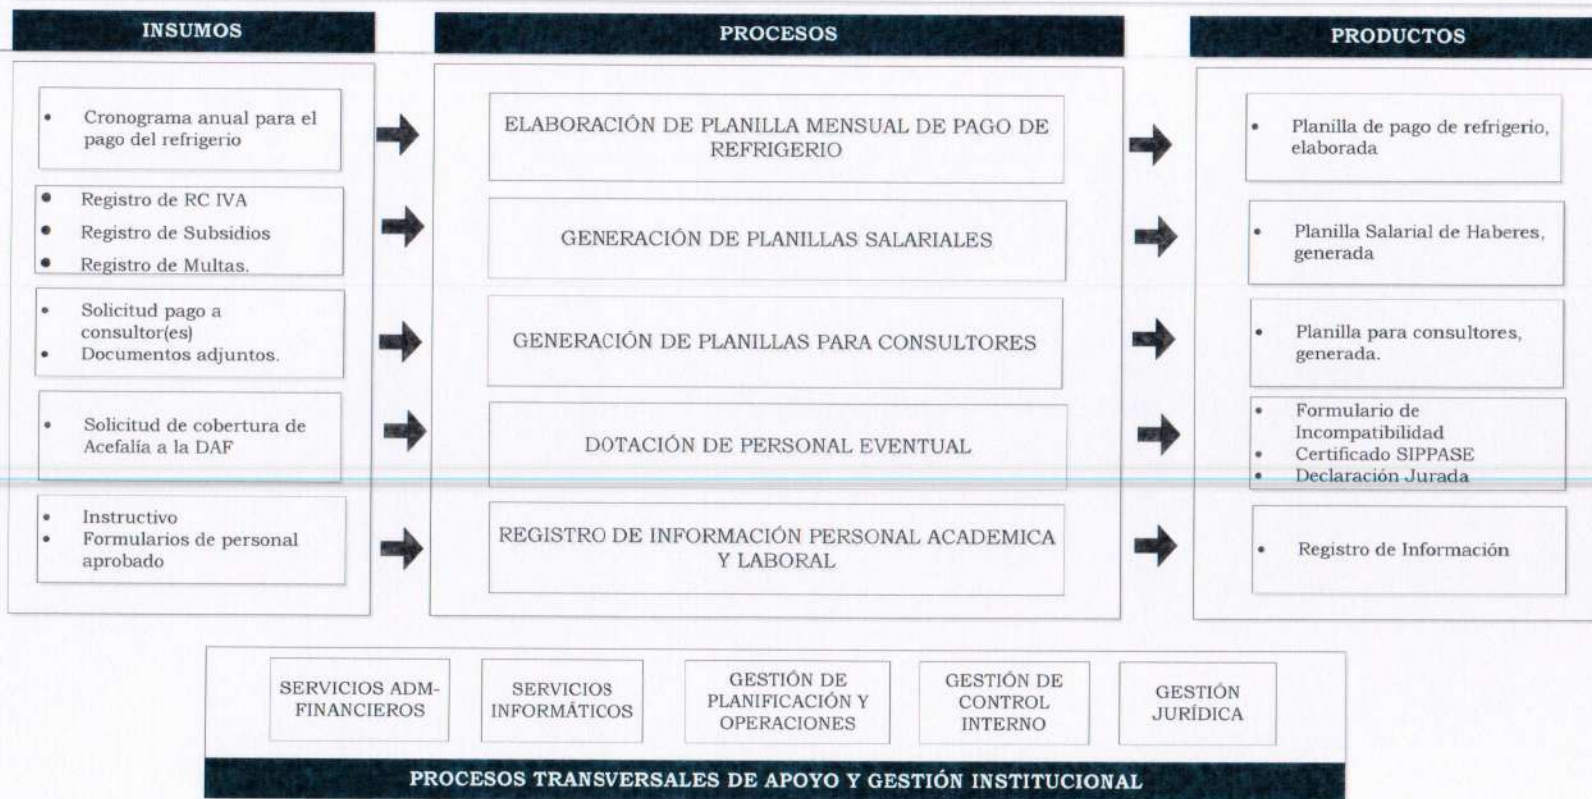 INSUMOS
PROCESOS
PRODUCTOS
• Cronograma anual para el
pago del refrigerio
ELABORACIÓN DE PLANILLA MENSUAL DE PAGO DE
REFRIGERIO
• Planilla de pago de refrigerio,
elaborada
• Registro de RC IVA
• Registro de Subsidios
• Registro de Multas.
GENERACIÓN DE PLANILLAS SALARIALES
• Planilla Salarial de Haberes,
generada
• Solicitud pago a
consultor(es)
• Documentos adjuntos.
GENERACIÓN DE PLANILLAS PARA CONSULTORES
• Planilla para consultores,
generada.
• Solicitud de cobertura de
Acefalía a la DAF
DOTACIÓN DE PERSONAL EVENTUAL
• Formulario de
Incompatibilidad
• Certificado SIPPASE
• Declaración Jurada
• Instructivo
• Formularios de personal
aprobado
REGISTRO DE INFORMACIÓN PERSONAL ACADEMICA
Y LABORAL
• Registro de Información
SERVICIOS ADM-
FINANCIEROS
SERVICIOS
INFORMÁTICOS
GESTIÓN DE
PLANIFICACIÓN Y
OPERACIONES
GESTIÓN DE
CONTROL
INTERNO
GESTIÓN
JURÍDICA
PROCESOS TRANSVERSALES DE APOYO Y GESTIÓN INSTITUCIONAL